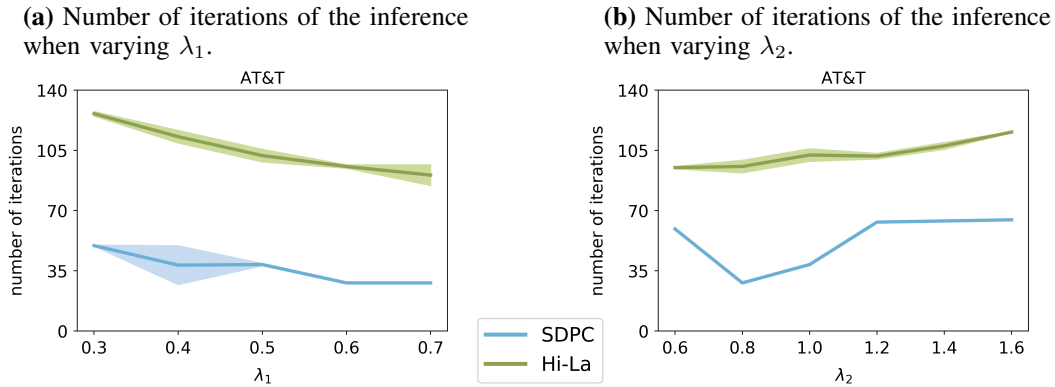 (a) Number of iterations of the inference
when varying λ₁.
AT&T
number of iterations
140
105
70
35
0
0.3 0.4 0.5 0.6 0.7
λ₁
SDPC
Hi-La
(b) Number of iterations of the inference
when varying λ₂.
AT&T
number of iterations
140
105
70
35
0
0.6 0.8 1.0 1.2 1.4 1.6
λ₂